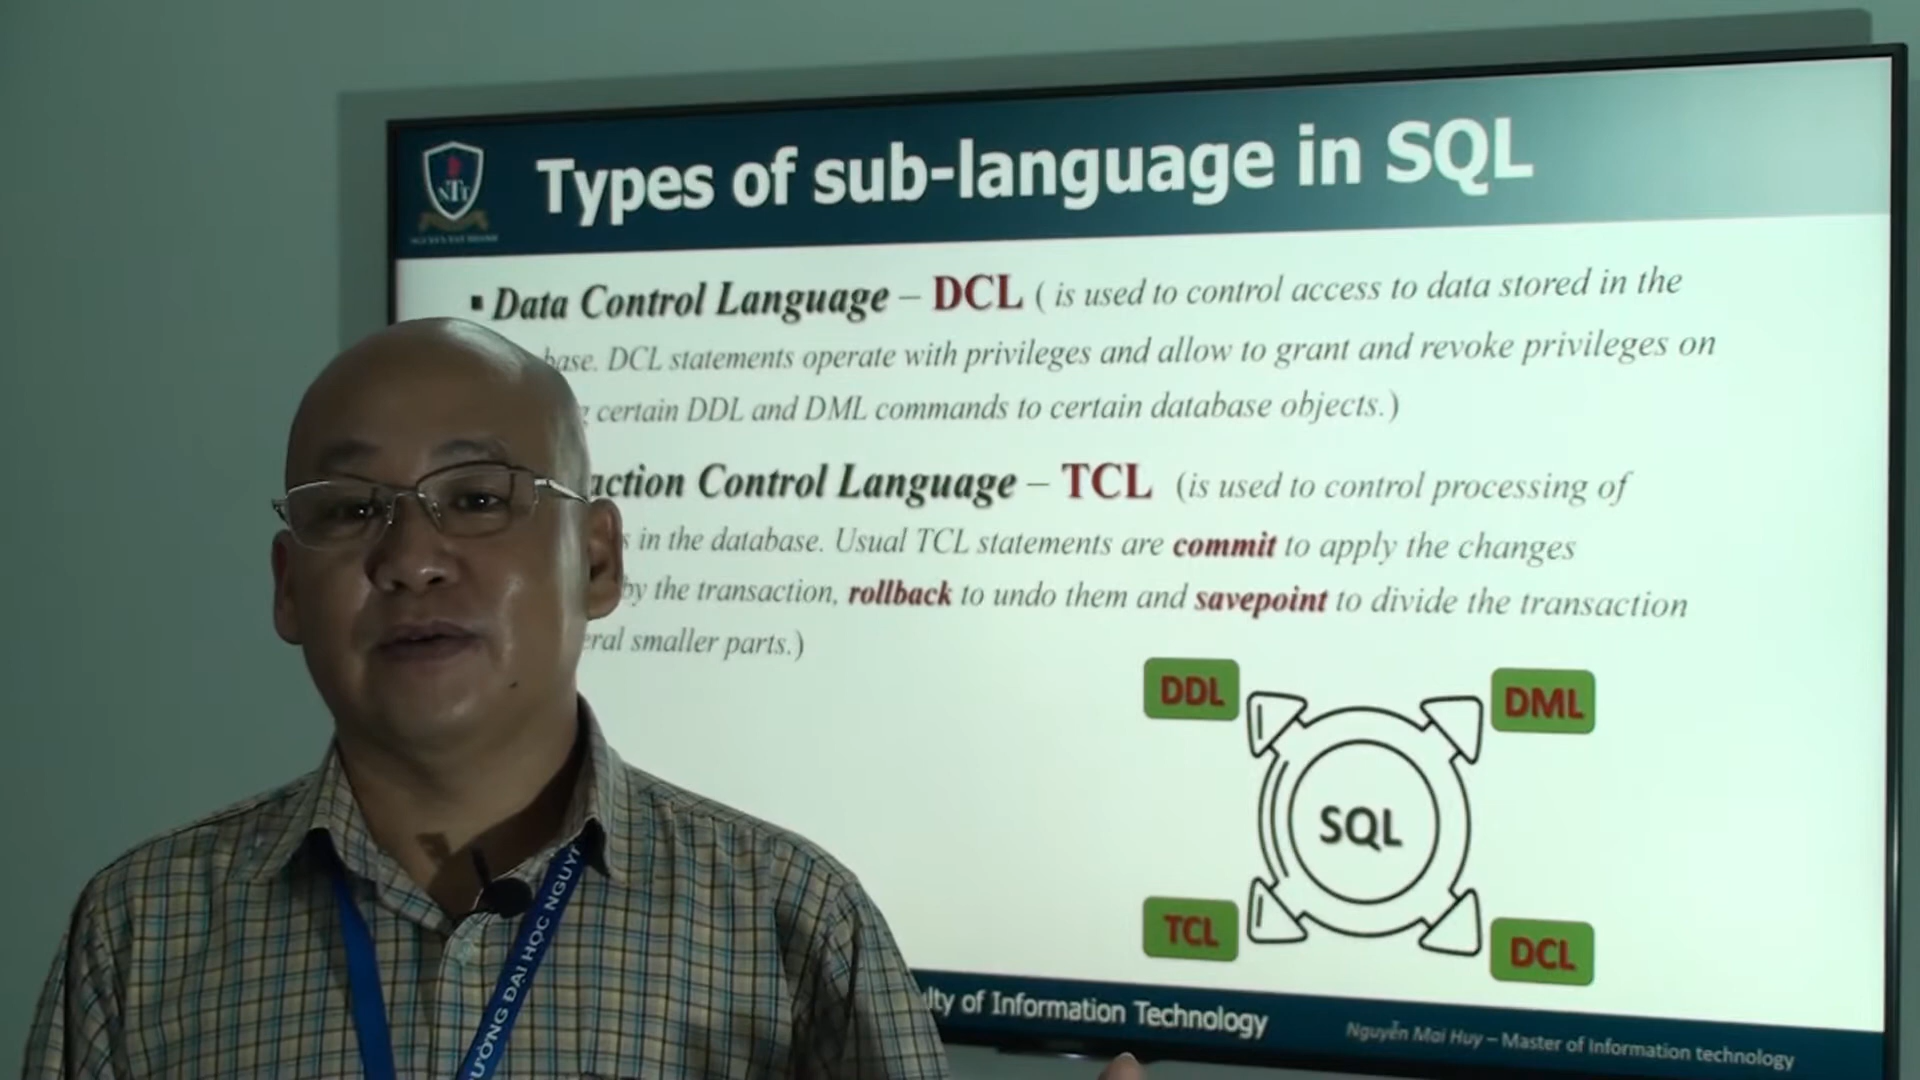 Types of sub-language in SQL
NTT
▪ Data Control Language – DCL ( is used to control access to data stored in the
base. DCL statements operate with privileges and allow to grant and revoke privileges on
certain DDL and DML commands to certain database objects.)
action Control Language – TCL (is used to control processing of
s in the database. Usual TCL statements are commit to apply the changes
by the transaction, rollback to undo them and savepoint to divide the transaction
eral smaller parts.)
DDL
DML
SQL
TCL
DCL
lty of Information Technology
Nguyễn Mai Huy – Master of Information technology
ƯỜNG ĐẠI HỌC NGUY